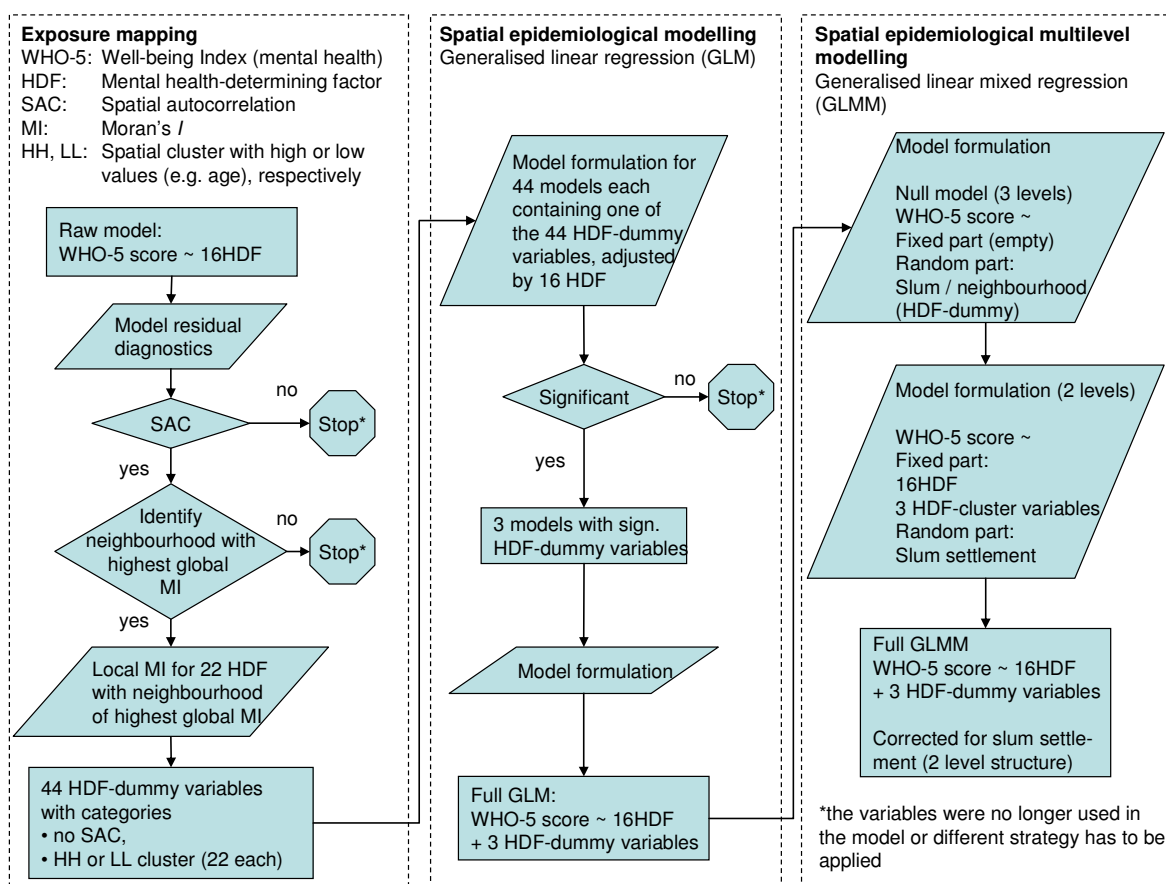 Exposure mapping
WHO-5: Well-being Index (mental health)
HDF: Mental health-determining factor
SAC: Spatial autocorrelation
MI: Moran's I
HH, LL: Spatial cluster with high or low
values (e.g. age), respectively
Raw model:
WHO-5 score ~ 16HDF
Model residual
diagnostics
SAC
no
Stop*
yes
Identify
neighbourhood with
highest global
MI
no
Stop*
yes
Local MI for 22 HDF
with neighbourhood
of highest global MI
44 HDF-dummy variables
with categories
• no SAC,
• HH or LL cluster (22 each)
Spatial epidemiological modelling
Generalised linear regression (GLM)
Model formulation for
44 models each
containing one of
the 44 HDF-dummy
variables, adjusted
by 16 HDF
Significant
no
Stop*
yes
3 models with sign.
HDF-dummy variables
Model formulation
Full GLM:
WHO-5 score ~ 16HDF
+ 3 HDF-dummy variables
Spatial epidemiological multilevel
modelling
Generalised linear mixed regression
(GLMM)
Model formulation
Null model (3 levels)
WHO-5 score ~
Fixed part (empty)
Random part:
Slum / neighbourhood
(HDF-dummy)
Model formulation (2 levels)
WHO-5 score ~
Fixed part:
16HDF
3 HDF-cluster variables
Random part:
Slum settlement
Full GLMM
WHO-5 score ~ 16HDF
+ 3 HDF-dummy variables
Corrected for slum settle-
ment (2 level structure)
*the variables were no longer used in
the model or different strategy has to be
applied